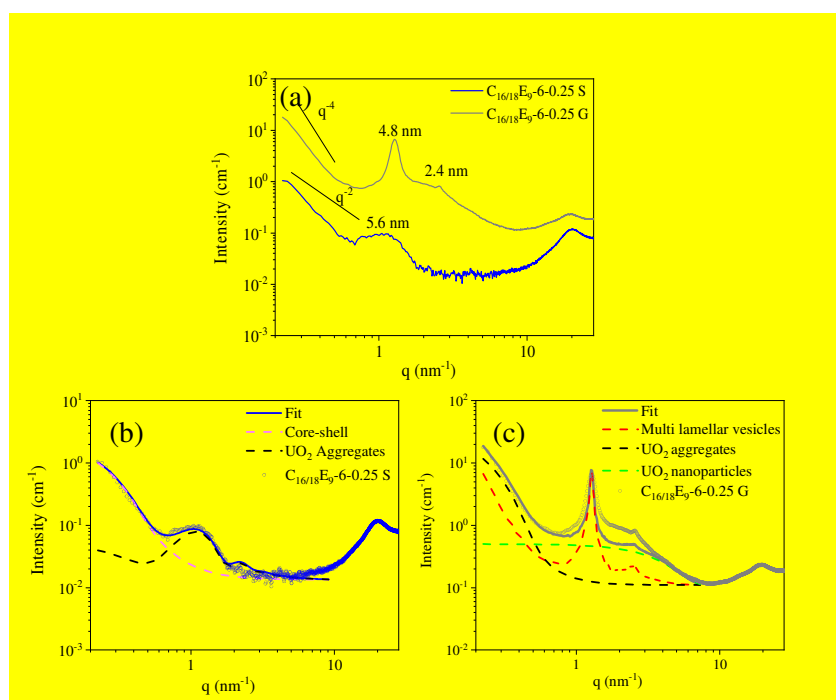 (a)
C16/18E9-6-0.25 S
C16/18E9-6-0.25 G
q-4
4.8 nm
2.4 nm
q-2
5.6 nm
10^2
10^1
10^0
10^-1
10^-2
10^-3
Intensity (cm-1)
1
10
q (nm-1)
(b)
Fit
Core-shell
UO2 Aggregates
C16/18E9-6-0.25 S
10^1
10^0
10^-1
10^-2
10^-3
Intensity (cm-1)
1
10
q (nm-1)
(c)
Fit
Multi lamellar vesicles
UO2 aggregates
UO2 nanoparticles
C16/18E9-6-0.25 G
10^2
10^1
10^0
10^-1
10^-2
Intensity (cm-1)
1
10
q (nm-1)